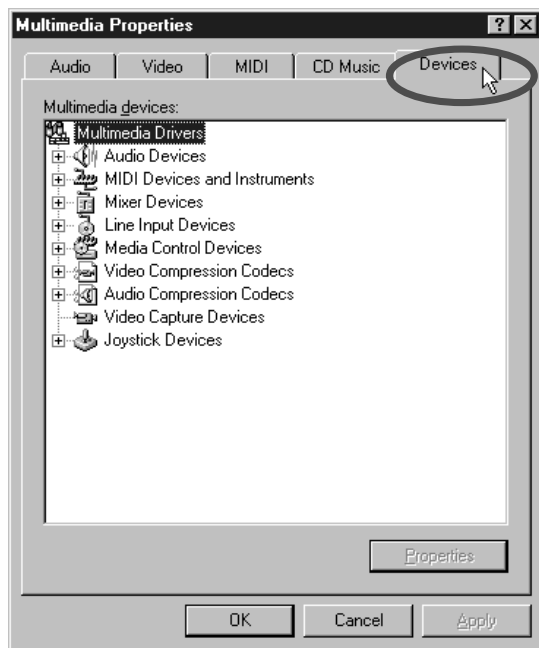 Multimedia Properties
Audio Video MIDI CD Music Devices
Multimedia devices:
Multimedia Drivers
Audio Devices
MIDI Devices and Instruments
Mixer Devices
Line Input Devices
Media Control Devices
Video Compression Codecs
Audio Compression Codecs
Video Capture Devices
Joystick Devices
Properties
OK Cancel Apply